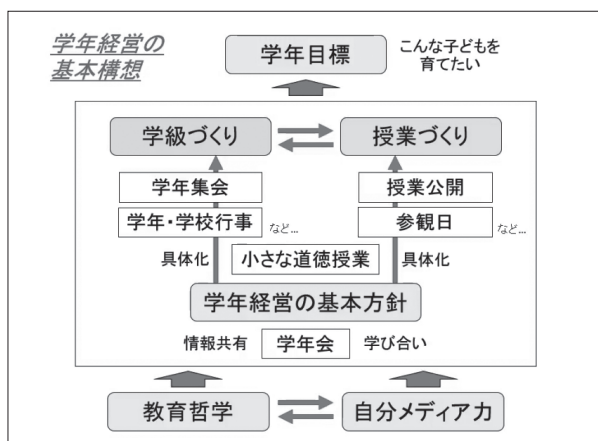 学年経営の
基本構想
学年目標
こんな子どもを
育てたい
学級づくり
授業づくり
学年集会
授業公開
学年・学校行事
など…
参観日
など…
具体化
小さな道徳授業
具体化
学年経営の基本方針
情報共有
学年会
学び合い
教育哲学
自分メディア力